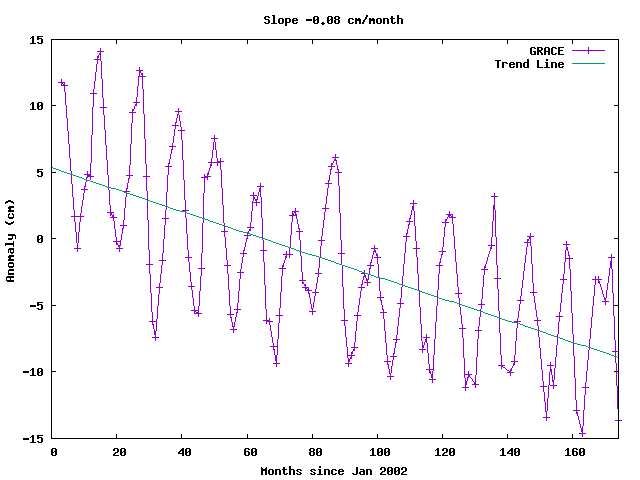 Slope -0.08 cm/month
GRACE
Trend Line
15
10
5
0
-5
-10
-15
Anomaly (cm)
0 20 40 60 80 100 120 140 160
Months since Jan 2002